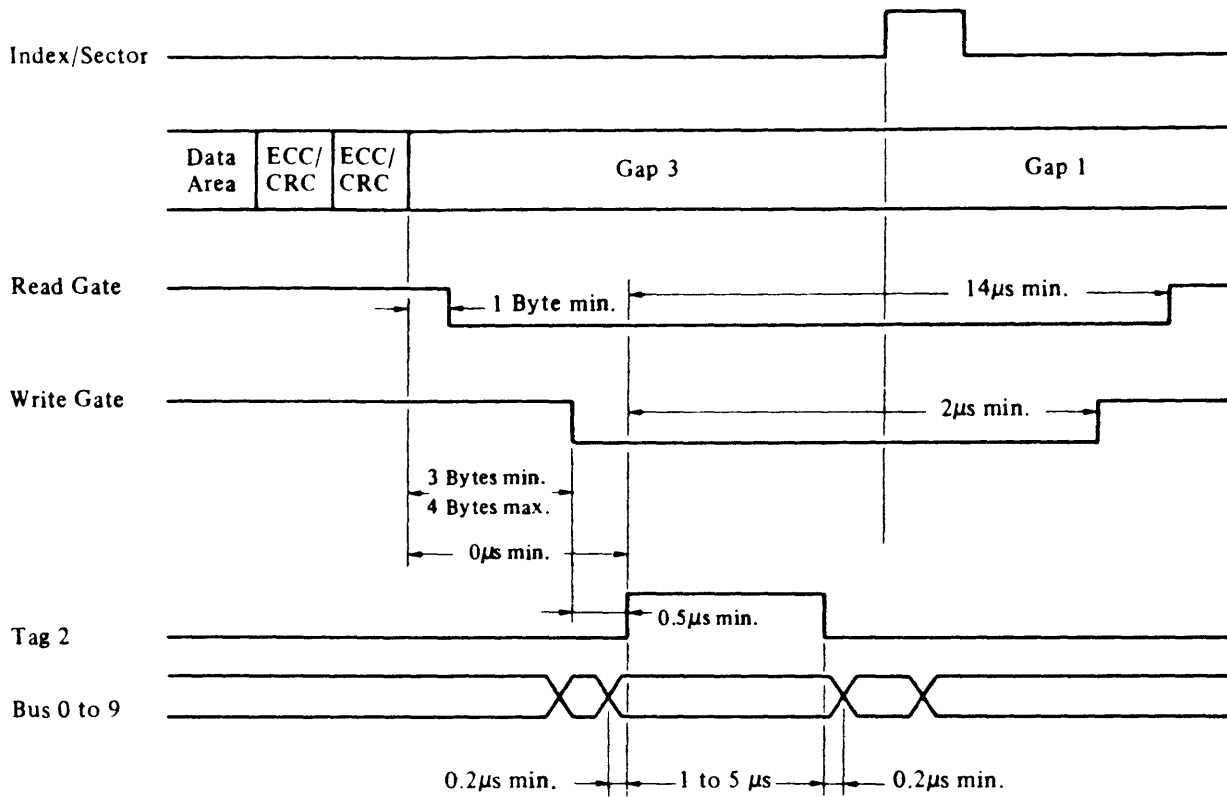 Index/Sector
Data
Area
ECC/
CRC
ECC/
CRC
Gap 3
Gap 1
Read Gate
1 Byte min.
14μs min.
Write Gate
2μs min.
3 Bytes min.
4 Bytes max.
0μs min.
Tag 2
0.5μs min.
Bus 0 to 9
0.2μs min.
1 to 5 μs
0.2μs min.